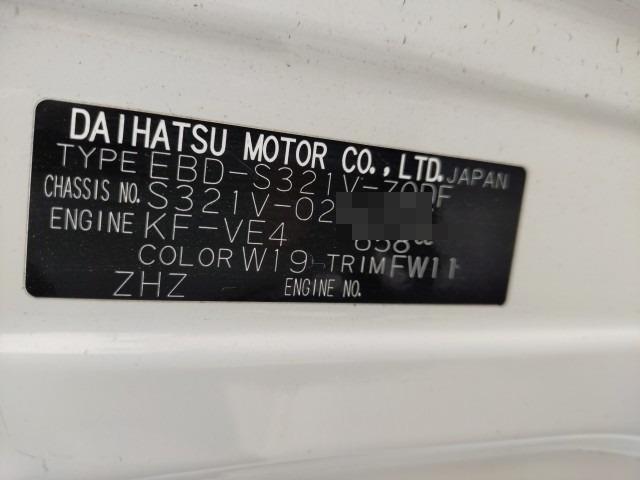 DAIHATSU MOTOR CO., LTD. JAPAN
TYPE EBD-S321V-ZQDF
CHASSIS NO. S321V-02
ENGINE KF-VE4 658cc
COLOR W19 TRIM FW11
ZHZ ENGINE NO.